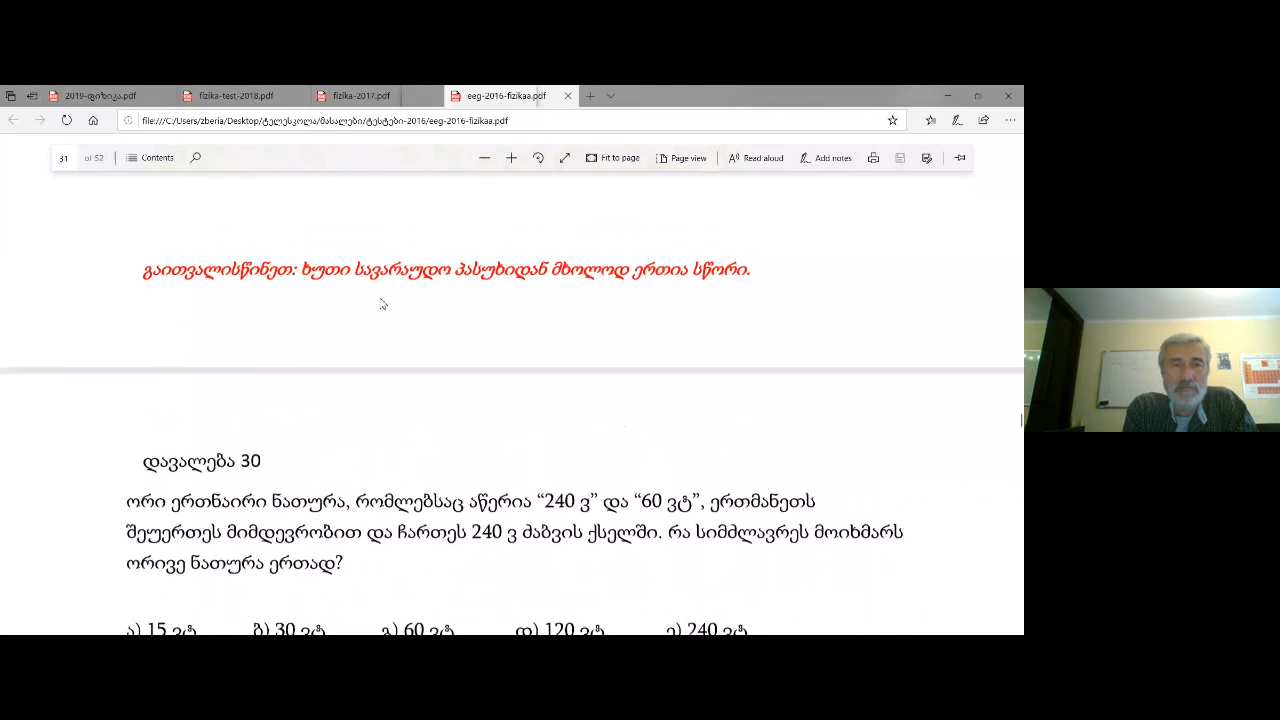 2019-ფიზიკა.pdf
fizika-test-2018.pdf
fizika-2017.pdf
eeg-2016-fizikaa.pdf
file:///C:/Users/zberia/Desktop/ტელესკოლა/მასალები/ტესტები-2016/eeg-2016-fizikaa.pdf
31 of 52 Contents Fit to page Page view Read aloud Add notes
გაითვალისწინეთ: ხუთი სავარაუდო პასუხიდან მხოლოდ ერთია სწორი.
დავალება 30
ორი ერთნაირი ნათურა, რომლებსაც აწერია “240 ვ” და “60 ვტ”, ერთმანეთს
შეუერთეს მიმდევრობით და ჩართეს 240 ვ ძაბვის ქსელში. რა სიმძლავრეს მოიხმარს
ორივე ნათურა ერთად?
ა) 15 ვტ ბ) 30 ვტ გ) 60 ვტ დ) 120 ვტ ე) 240 ვტ